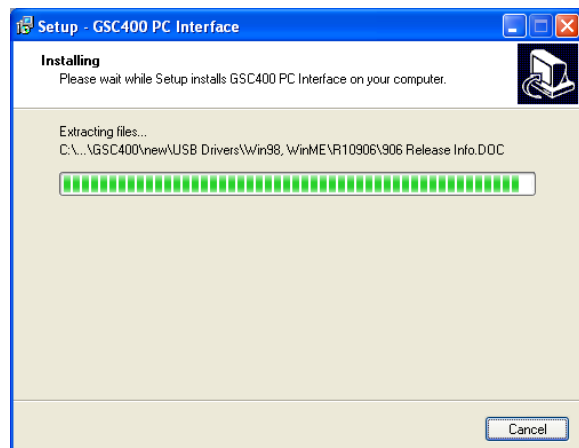 Setup - GSC400 PC Interface
Installing
Please wait while Setup installs GSC400 PC Interface on your computer.
Extracting files...
C:\...\GSC400\new\USB Drivers\Win98, WinME\R10906\906 Release Info.DOC
Cancel